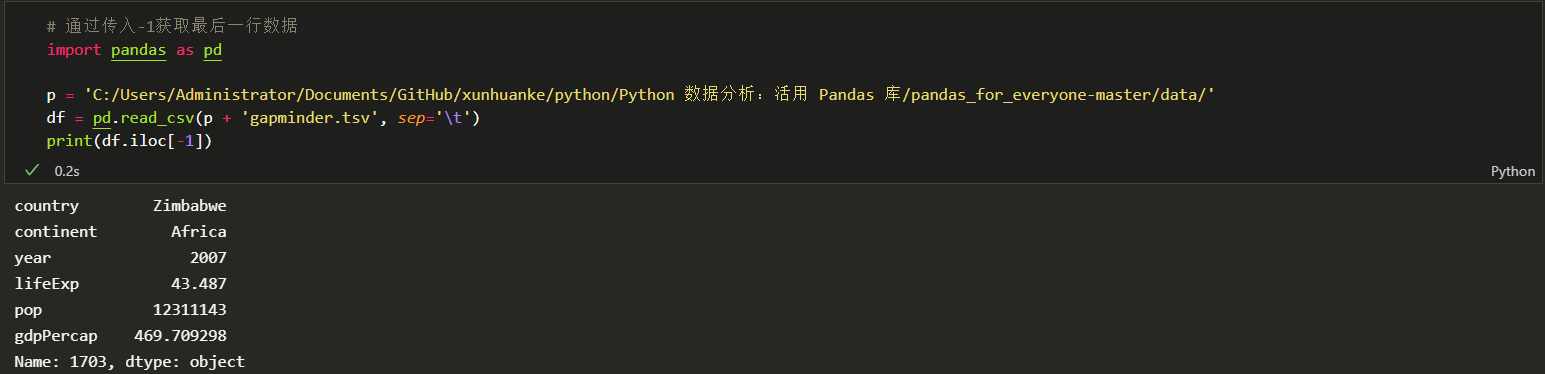 # 通过传入-1获取最后一行数据
import pandas as pd
p = 'C:/Users/Administrator/Documents/GitHub/xunhuanke/python/Python 数据分析：活用 Pandas 库/pandas_for_everyone-master/data/'
df = pd.read_csv(p + 'gapminder.tsv', sep='\t')
print(df.iloc[-1])
0.2s Python
country Zimbabwe
continent Africa
year 2007
lifeExp 43.487
pop 12311143
gdpPercap 469.709298
Name: 1703, dtype: object